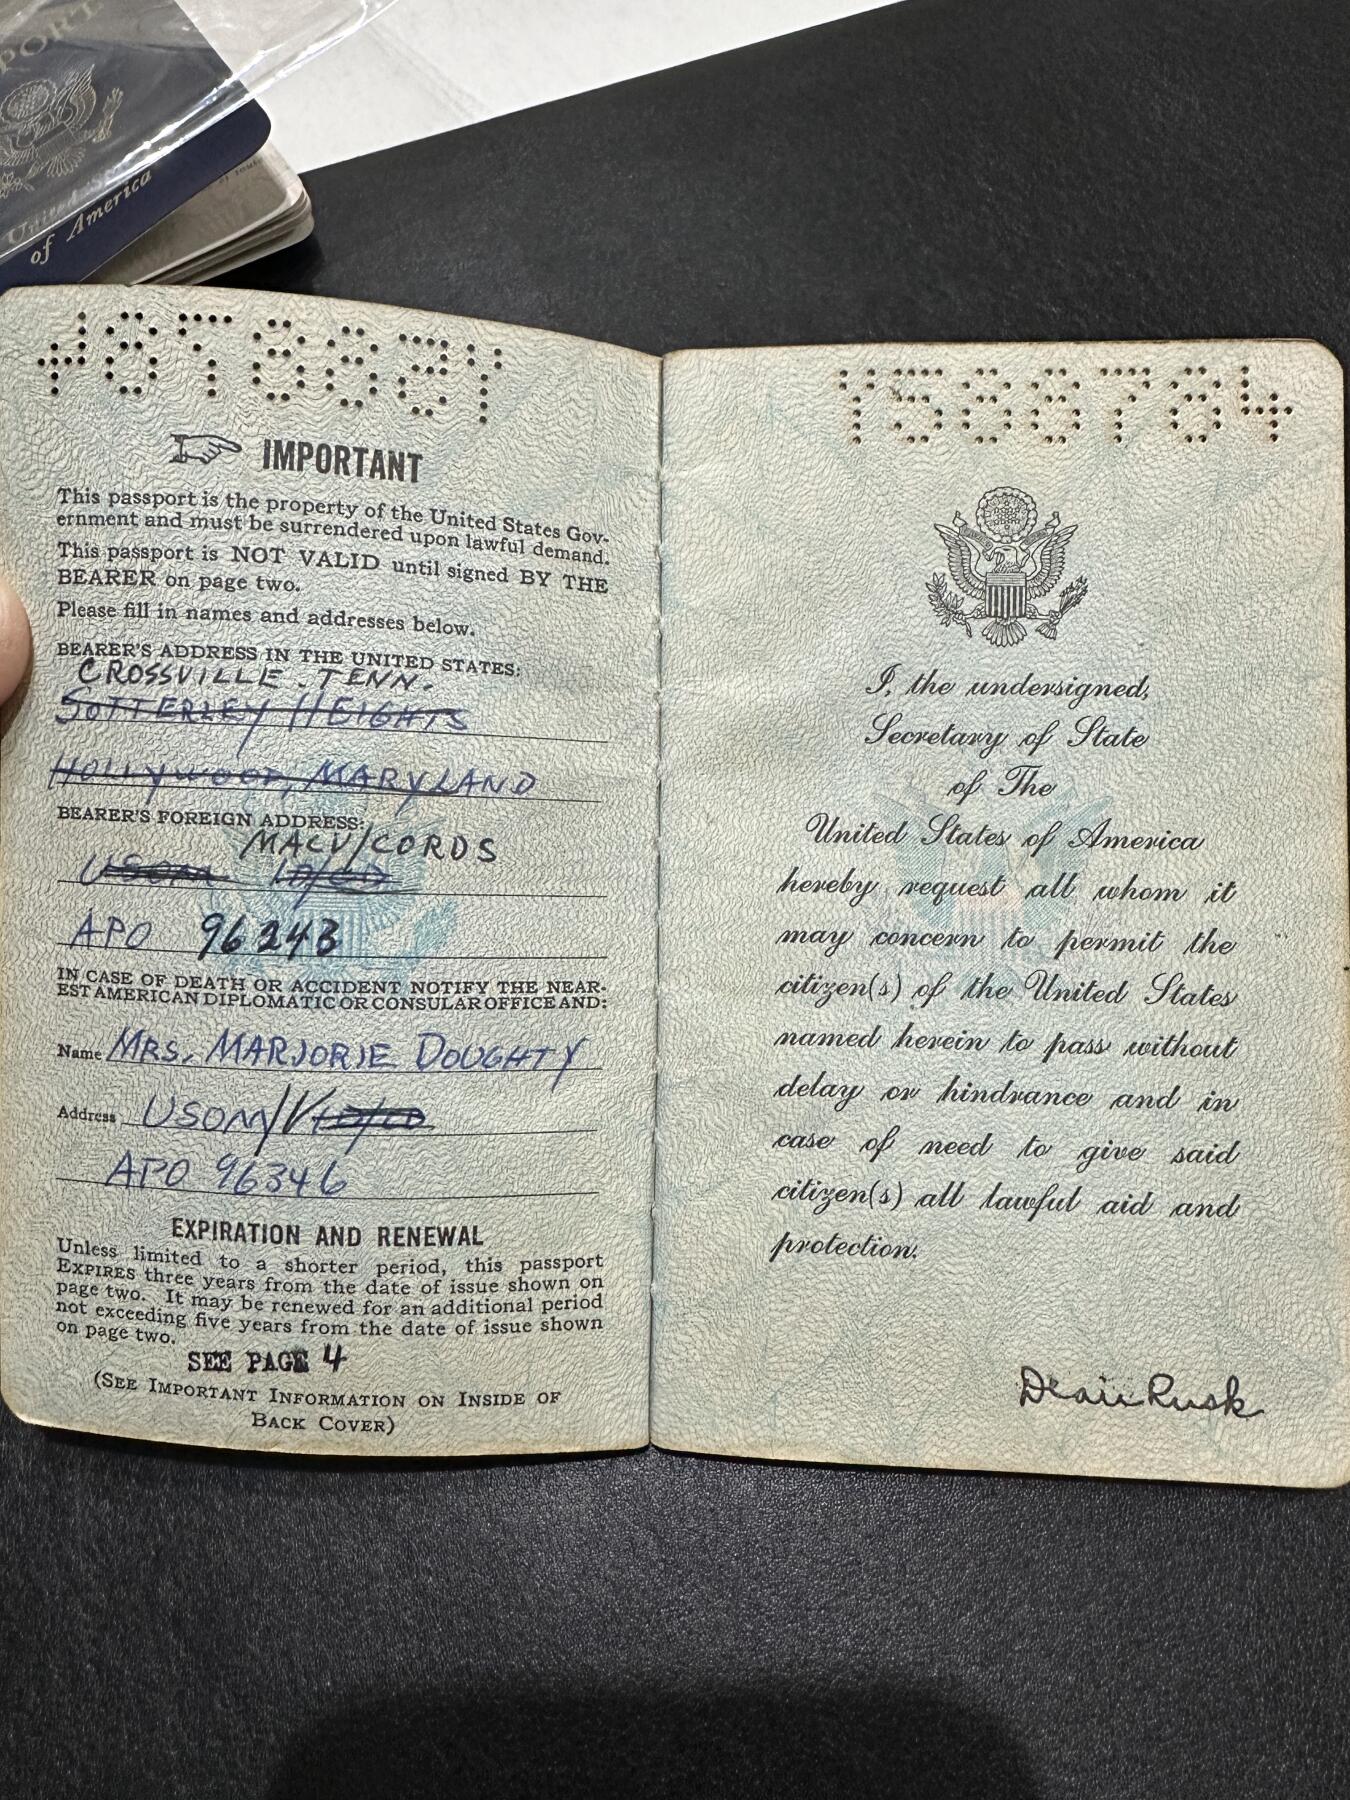 PORT
United States
of America
IMPORTANT
This passport is the property of the United States Gov-
ernment and must be surrendered upon lawful demand.
This passport is NOT VALID until signed BY THE
BEARER on page two.
Please fill in names and addresses below.
BEARER'S ADDRESS IN THE UNITED STATES:
CROSSVILLE. TENN.
SOTTERLEY HEIGHTS
HOLLYWOOD, MARYLAND
BEARER'S FOREIGN ADDRESS:
MACV/CORDS
USOM
APO 96243
IN CASE OF DEATH OR ACCIDENT NOTIFY THE NEAR-
EST AMERICAN DIPLOMATIC OR CONSULAR OFFICE AND:
Name MRS. MARJORIE DOUGHTY
Address USOM/V
APO 96346
EXPIRATION AND RENEWAL
Unless limited to a shorter period, this passport
EXPIRES three years from the date of issue shown on
page two. It may be renewed for an additional period
not exceeding five years from the date of issue shown
on page two.
SEE PAGE 4
(SEE IMPORTANT INFORMATION ON INSIDE OF
BACK COVER)
Y588784
I, the undersigned,
Secretary of State
of The
United States of America
hereby request all whom it
may concern to permit the
citizen(s) of the United States
named herein to pass without
delay or hindrance and in
case of need to give said
citizen(s) all lawful aid and
protection.
Dean Rusk